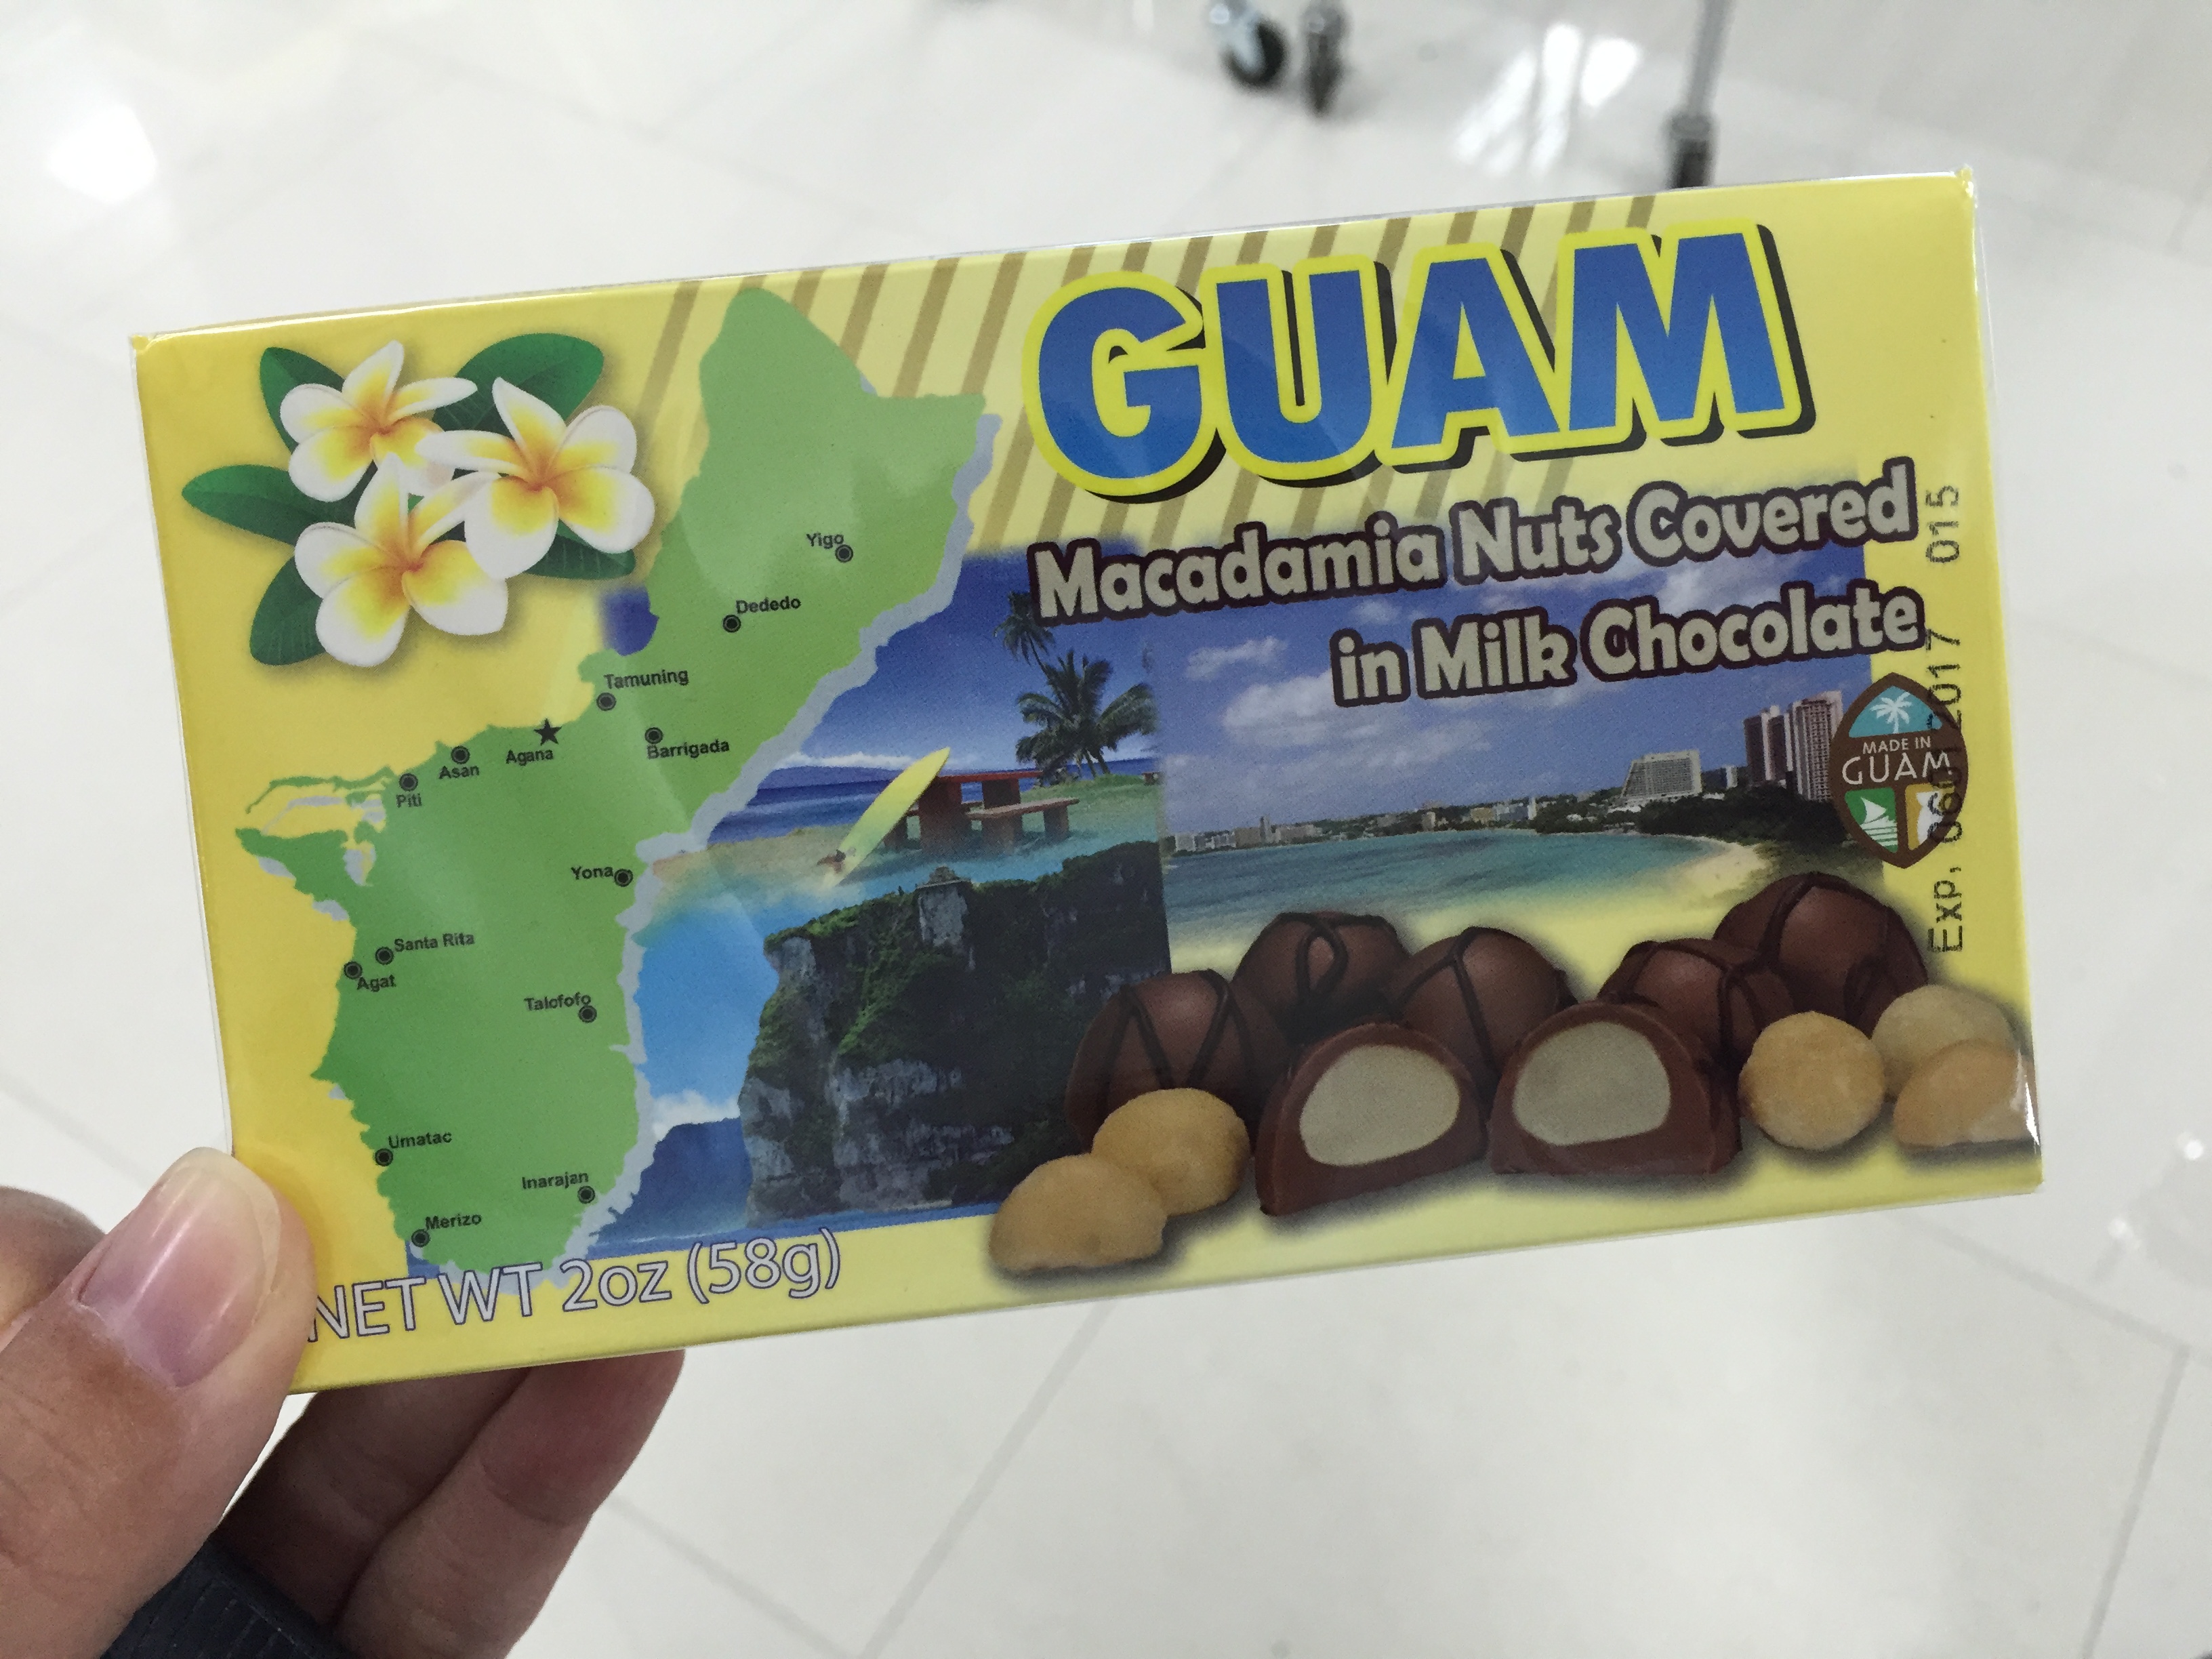 GUAM
Macadamia Nuts Covered
in Milk Chocolate
Yigo
Dededo
Tamuning
Agana
Barrigada
Asan
Piti
Yona
Santa Rita
Agat
Talofofo
Umatac
Inarajan
Merizo
MADE IN
GUAM
Exp. 015
NET WT 2oz (58g)